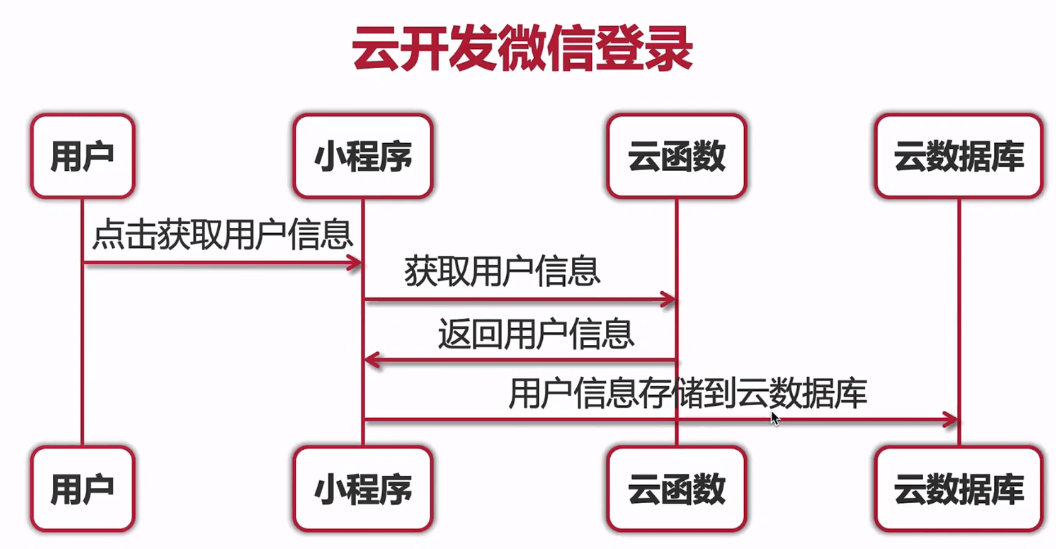 云开发微信登录
用户 小程序 云函数 云数据库
点击获取用户信息
获取用户信息
返回用户信息
用户信息存储到云数据库
用户 小程序 云函数 云数据库